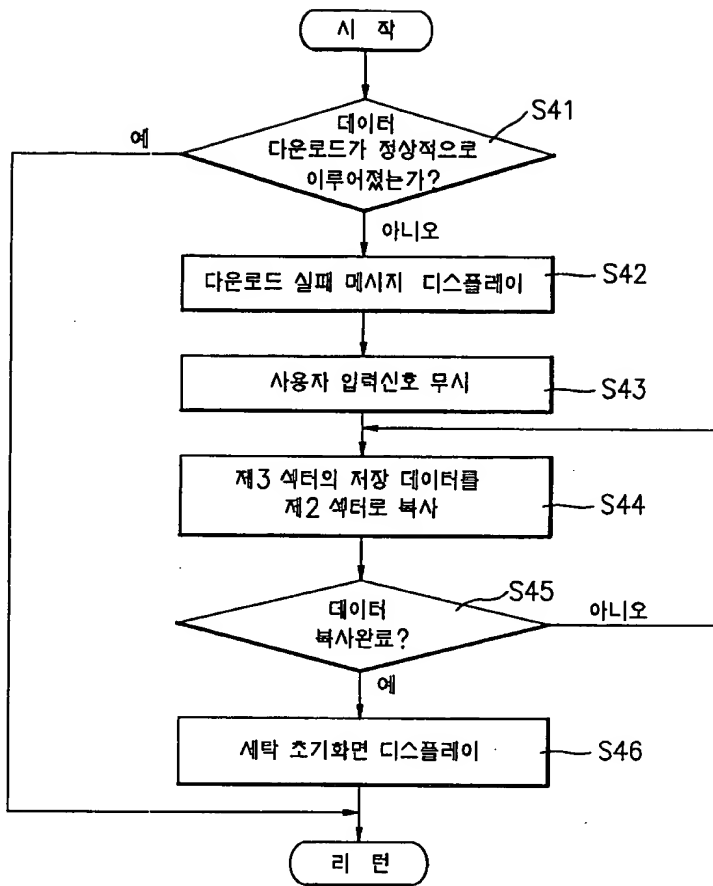 시 작
S41
예
데이터
다운로드가 정상적으로
이루어졌는가?
아니오
다운로드 실패 메시지 디스플레이
S42
사용자 입력신호 무시
S43
제3 섹터의 저장 데이터를
제2 섹터로 복사
S44
S45
데이터
복사완료?
아니오
예
세탁 초기화면 디스플레이
S46
리 턴